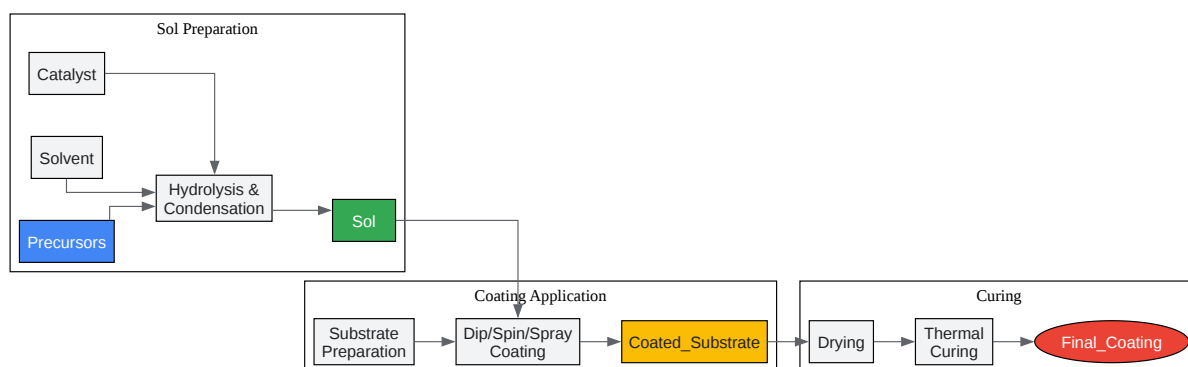 Sol Preparation
Catalyst
Solvent
Precursors
Hydrolysis &
Condensation
Sol
Coating Application
Substrate
Preparation
Dip/Spin/Spray
Coating
Coated_Substrate
Curing
Drying
Thermal
Curing
Final_Coating